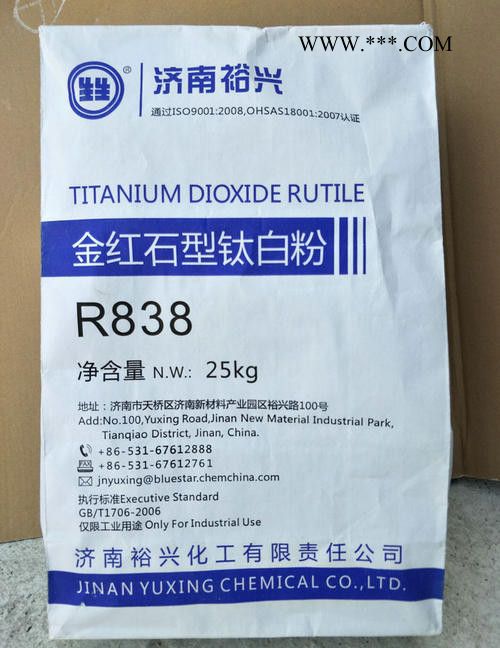 WWW.***.COM
® 济南裕兴
通过ISO9001:2008,OHSAS18001:2007认证
TITANIUM DIOXIDE RUTILE
金红石型钛白粉
R838
净含量 N.W.: 25kg
地址：济南市天桥区济南新材料产业园区裕兴路100号
Add:No.100,Yuxing Road,Jinan New Material Industrial Park,
Tianqiao District, Jinan, China.
+86-531-67612888
FAX +86-531-67612761
jnyuxing@bluestar.chemchina.com
执行标准Executive Standard
GB/T1706-2006
仅限工业用途 Only For Industrial Use
济南裕兴化工有限责任公司
JINAN YUXING CHEMICAL CO.,LTD.